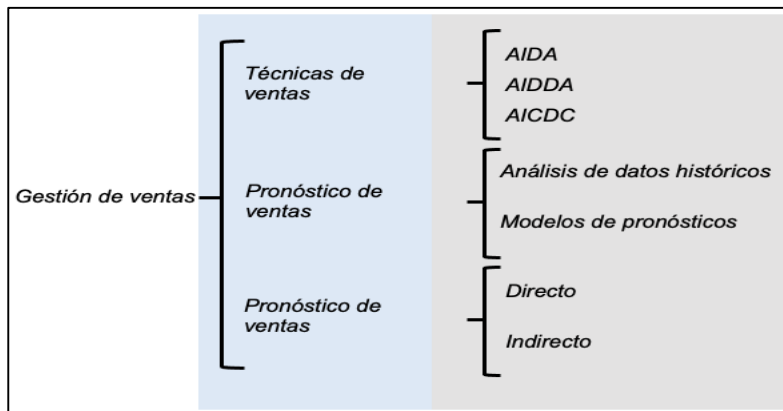 Gestión de ventas
Técnicas de
ventas
AIDA
AIDDA
AICDC
Pronóstico de
ventas
Análisis de datos históricos
Modelos de pronósticos
Pronóstico de
ventas
Directo
Indirecto